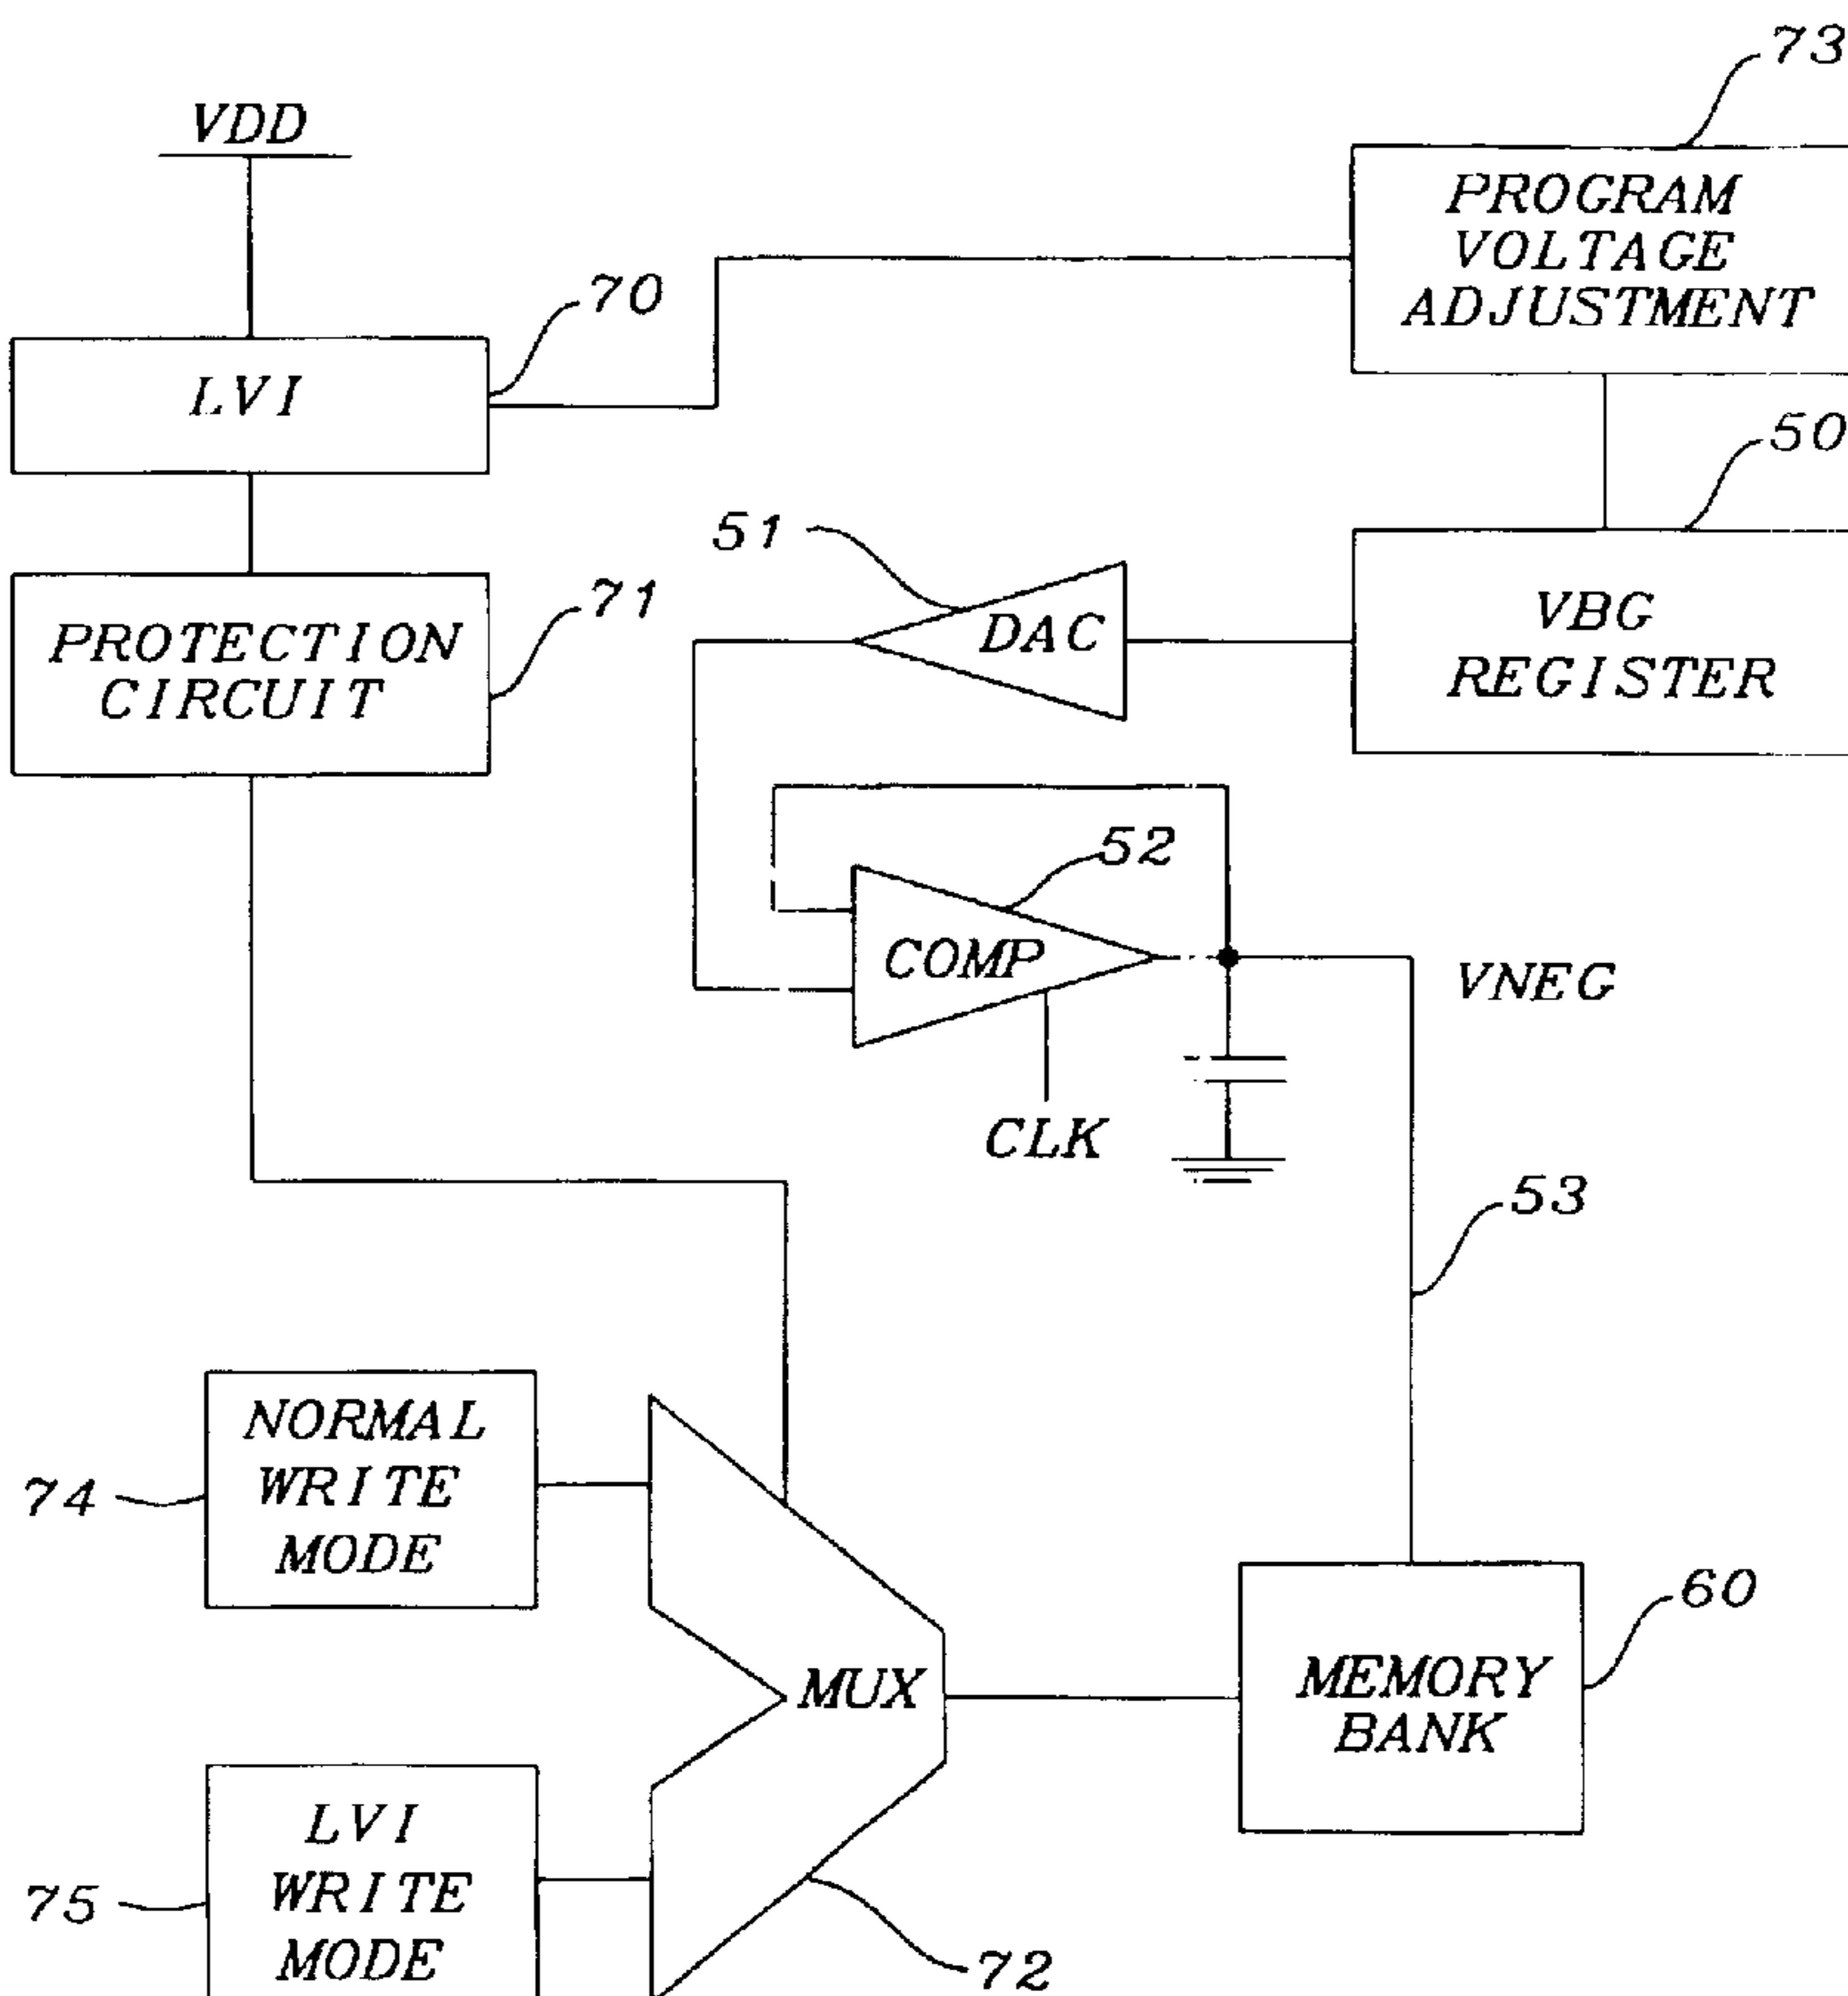 73
VDD
PROGRAM
VOLTAGE
ADJUSTMENT
70
LVI
50
51
DAC
VBG
REGISTER
71
PROTECTION
CIRCUIT
52
COMP
VNEG
CLK
53
NORMAL
WRITE
MODE
74
60
MUX
MEMORY
BANK
LVI
WRITE
MODE
75
72